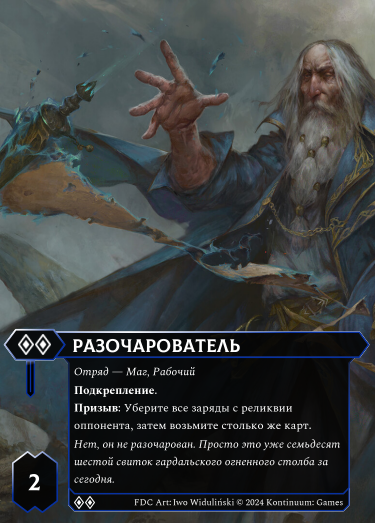 РАЗОЧАРОВАТЕЛЬ
Отряд — Маг, Рабочий
Подкрепление.
Призыв: Уберите все заряды с реликвии
оппонента, затем возьмите столько же карт.
Нет, он не разочарован. Просто это уже семьдесят
шестой свиток гардальского огненного столба за
сегодня.
2
FDC Art: Iwo Widuliński © 2024 Kontinuum: Games